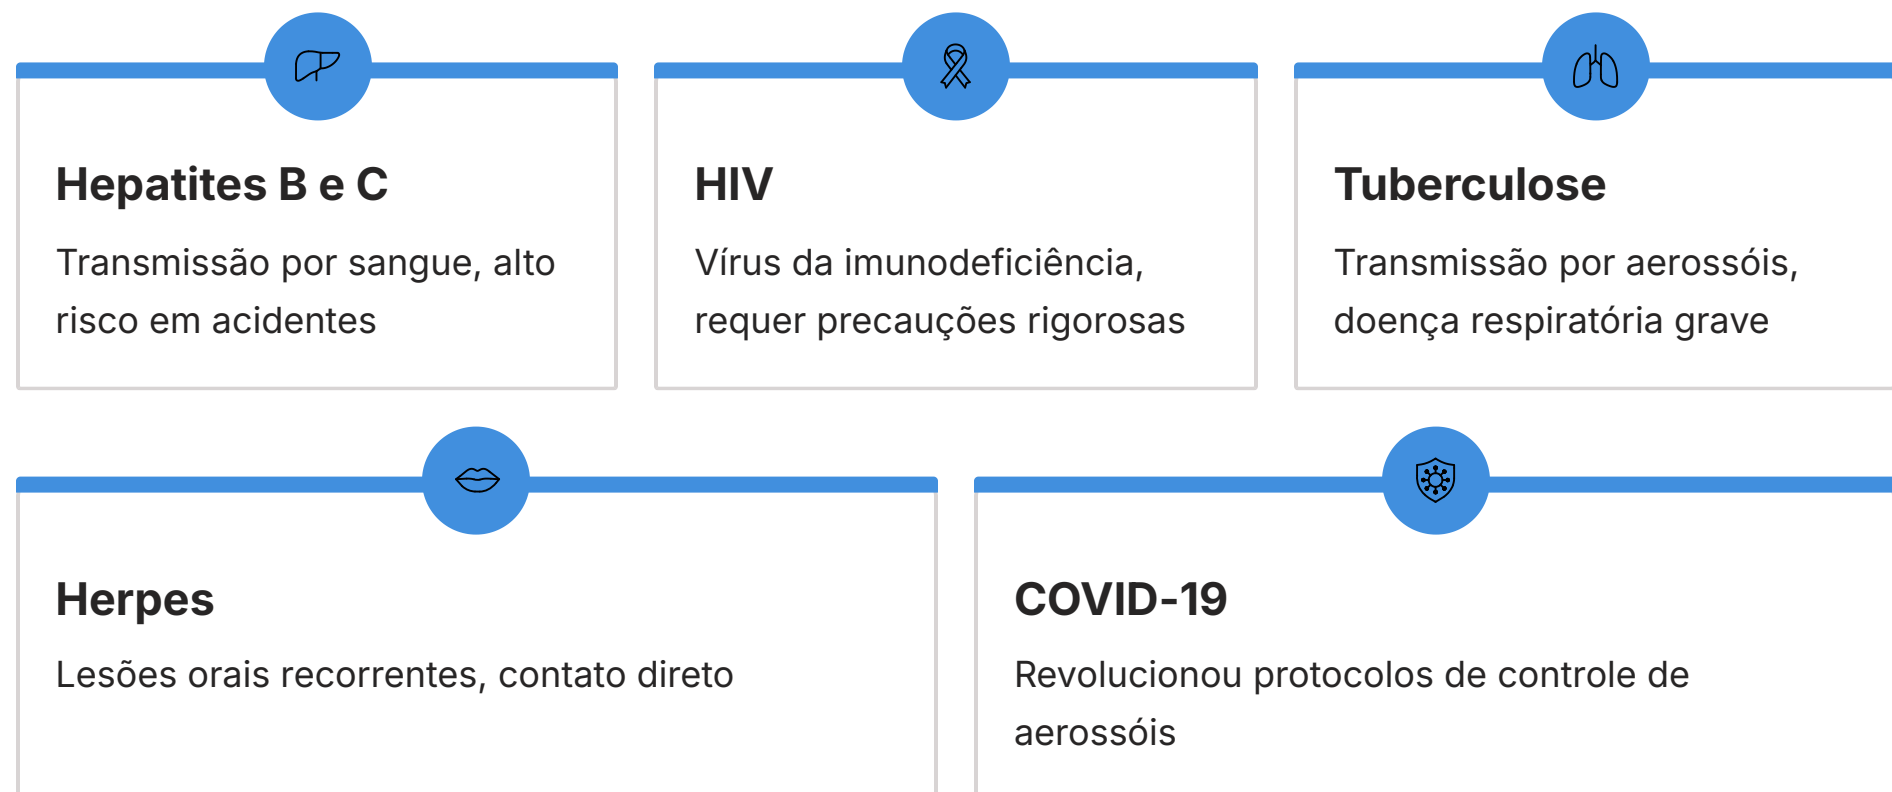 Hepatites B e C
Transmissão por sangue, alto
risco em acidentes
HIV
Vírus da imunodeficiência,
requer precauções rigorosas
Tuberculose
Transmissão por aerossóis,
doença respiratória grave
Herpes
Lesões orais recorrentes, contato direto
COVID-19
Revolucionou protocolos de controle de
aerossóis